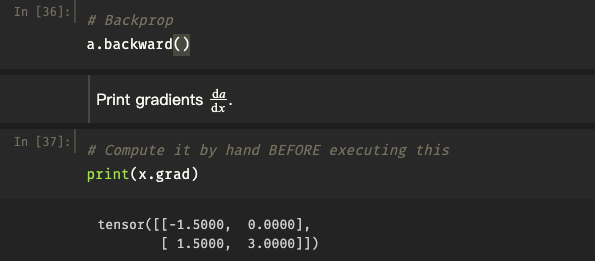 In [36]:
# Backprop
a.backward()
Print gradients da/dx.
In [37]:
# Compute it by hand BEFORE executing this
print(x.grad)
tensor([[-1.5000,  0.0000],
        [ 1.5000,  3.0000]])